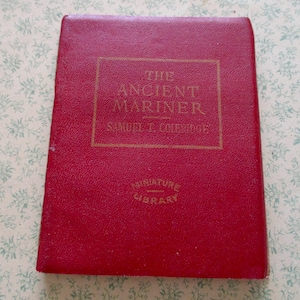 THE
ANCIENT
MARINER
SAMUEL T. COLERIDGE
MINIATURE
LIBRARY